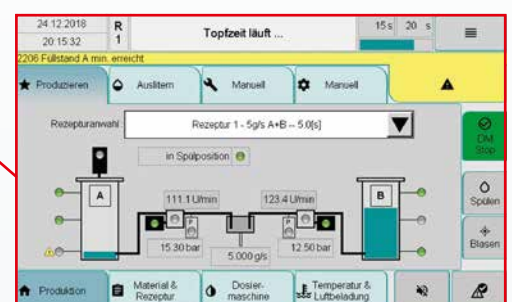 24.12.2018
20:15:32
R
1
Topfzeit läuft ...
15 s 20 s
2206 Füllstand A min. erreicht
Produzieren
Auslitern
Manuell
Manuell
Rezepturanwahl:
Rezeptur 1 - 5g/s A+B -- 5.0[s]
DM
Stop
in Spülposition
A
111.1 U/min
123.4 U/min
B
Spülen
P
P
15.30 bar
5.000 g/s
12.50 bar
Blasen
Produktion
Material &
Rezeptur
Dosier-
maschine
Temperatur &
Luftbeladung